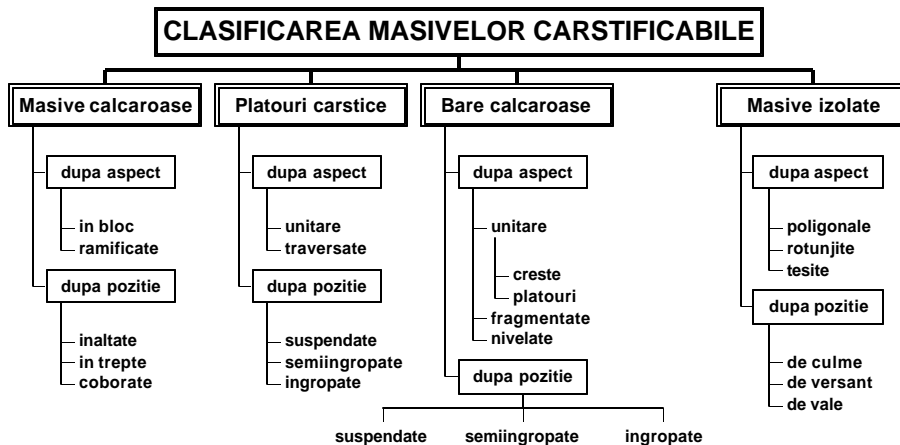 CLASIFICAREA MASIVELOR CARSTIFICABILE
Masive calcaroase
dupa aspect
in bloc
ramificate
dupa pozitie
inaltate
in trepte
coborate
Platouri carstice
dupa aspect
unitare
traversate
dupa pozitie
suspendate
semiingropate
ingropate
Bare calcaroase
dupa aspect
unitare
creste
platouri
fragmentate
nivelate
dupa pozitie
suspendate
semiingropate
ingropate
Masive izolate
dupa aspect
poligonale
rotunjite
tesite
dupa pozitie
de culme
de versant
de vale